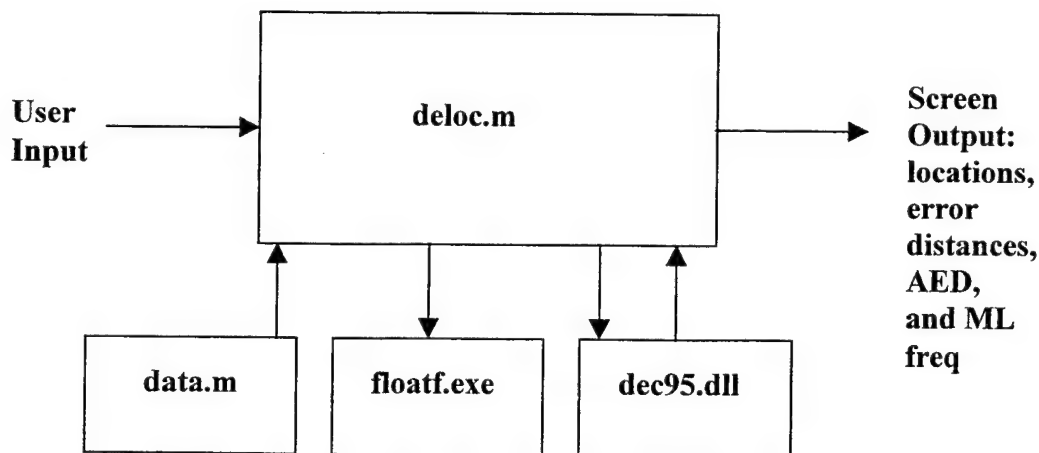 User
Input
deloc.m
Screen
Output:
locations,
error
distances,
AED,
and ML
freq
data.m
floatf.exe
dec95.dll